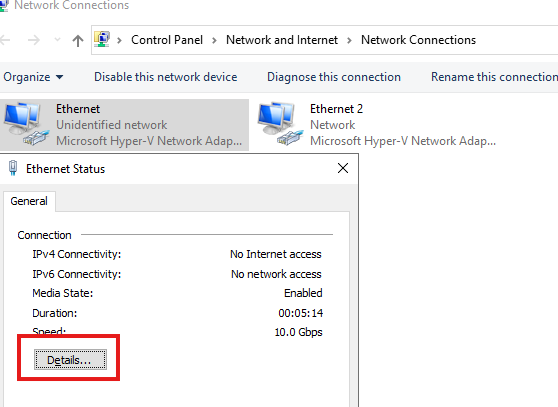 Network Connections
Control Panel > Network and Internet > Network Connections
Organize Disable this network device Diagnose this connection Rename this connection
Ethernet
Unidentified network
Microsoft Hyper-V Network Adap...
Ethernet 2
Network
Microsoft Hyper-V Network Adap...
Ethernet Status
General
Connection
IPv4 Connectivity: No Internet access
IPv6 Connectivity: No network access
Media State: Enabled
Duration: 00:05:14
Speed: 10.0 Gbps
Details...